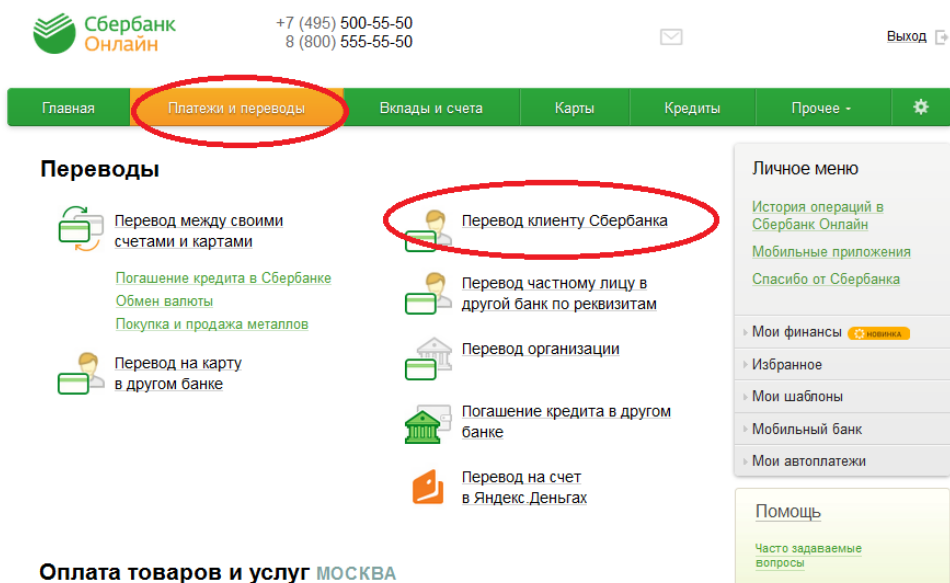 Сбербанк
Онлайн
+7 (495) 500-55-50
8 (800) 555-55-50
Выход
Главная
Платежи и переводы
Вклады и счета
Карты
Кредиты
Прочее
Переводы
Перевод между своими
счетами и картами
Погашение кредита в Сбербанке
Обмен валюты
Покупка и продажа металлов
Перевод на карту
в другом банке
Перевод клиенту Сбербанка
Перевод частному лицу в
другой банк по реквизитам
Перевод организации
Погашение кредита в другом
банке
Перевод на счет
в Яндекс.Деньгах
Личное меню
История операций в
Сбербанк Онлайн
Мобильные приложения
Спасибо от Сбербанка
Мои финансы НОВИНКА
Избранное
Мои шаблоны
Мобильный банк
Мои автоплатежи
Помощь
Часто задаваемые
вопросы
Оплата товаров и услуг МОСКВА